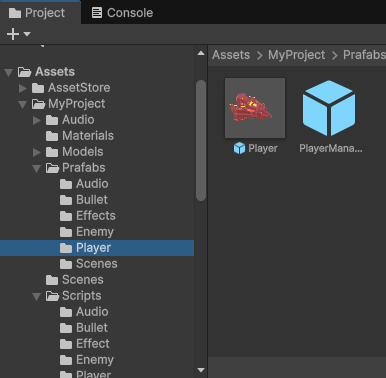 Project
Console
Assets
AssetStore
MyProject
Audio
Materials
Models
Prafabs
Audio
Bullet
Effects
Enemy
Player
Scenes
Scenes
Scripts
Audio
Bullet
Effect
Enemy
Player
Assets > MyProject > Prafabs
Player
PlayerMana...